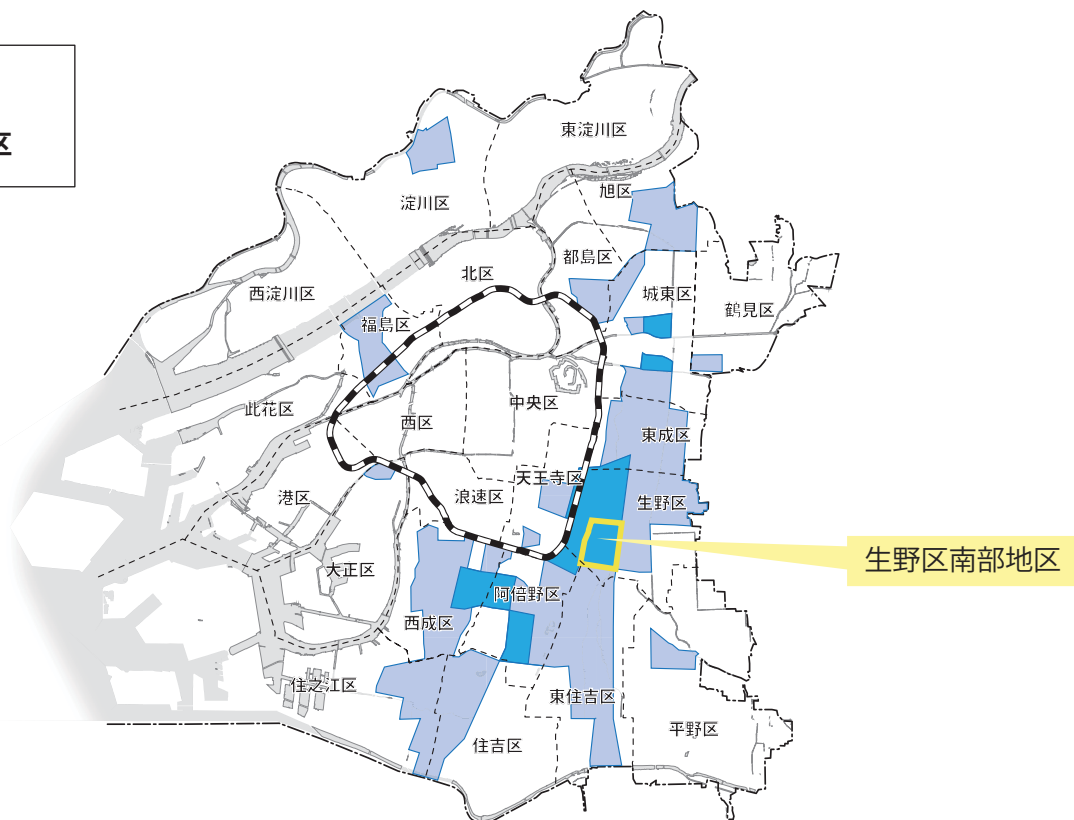 区
東淀川区
淀川区
旭区
都島区
北区
城東区
西淀川区
鶴見区
福島区
此花区
西区
中央区
東成区
天王寺区
港区
浪速区
生野区
生野区南部地区
大正区
阿倍野区
西成区
住之江区
東住吉区
住吉区
平野区